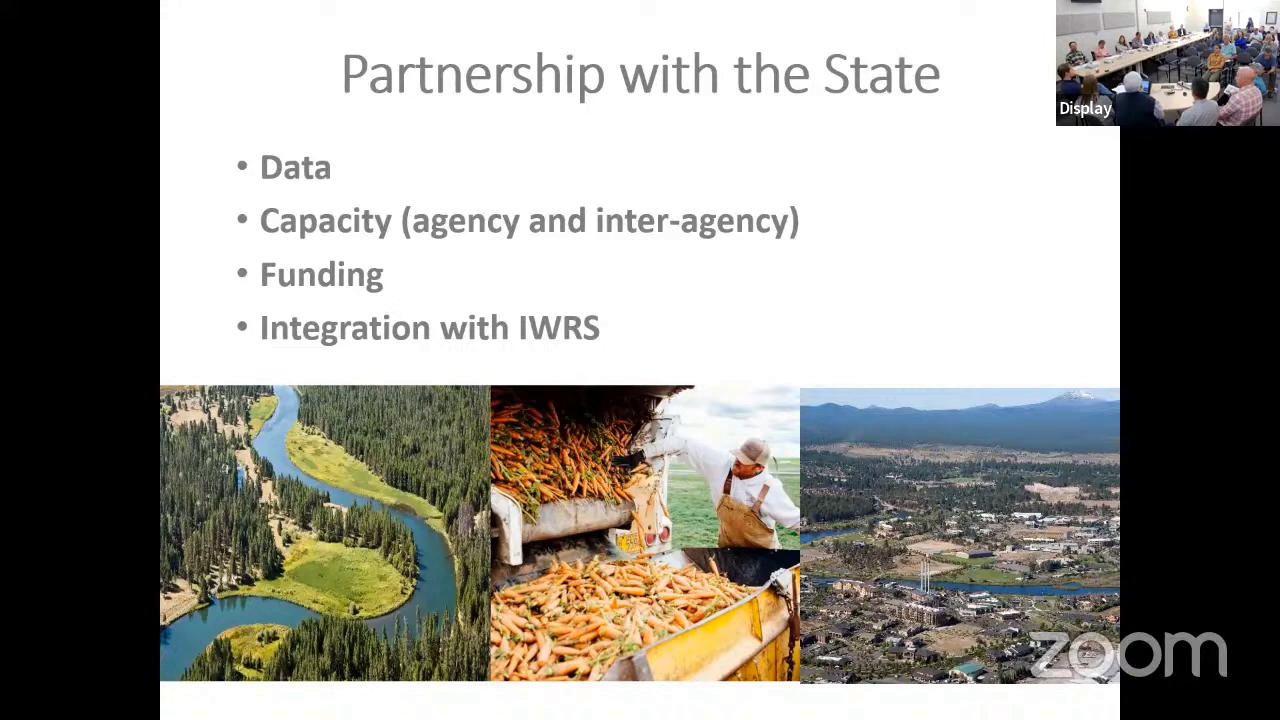 Partnership with the State
Display
• Data
• Capacity (agency and inter-agency)
• Funding
• Integration with IWRS
zoom